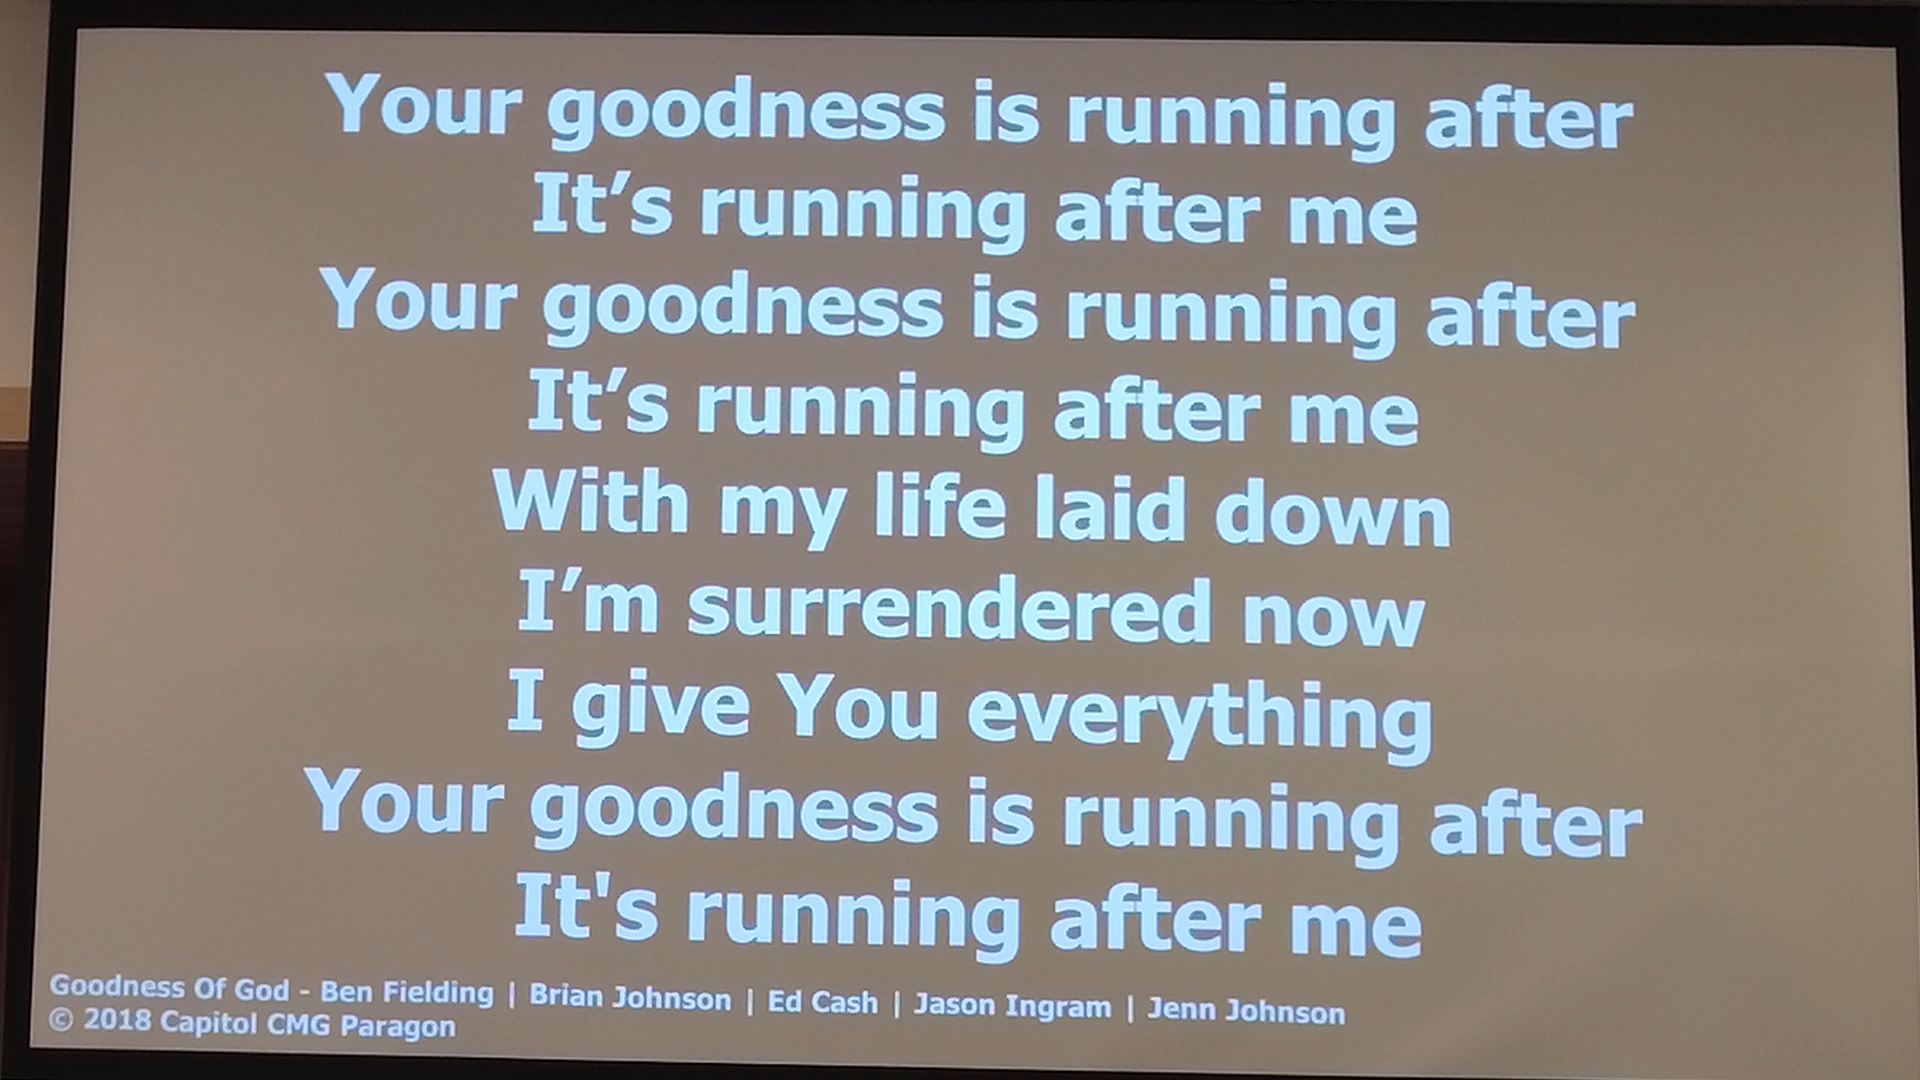 Your goodness is running after
It’s running after me
Your goodness is running after
It’s running after me
With my life laid down
I’m surrendered now
I give You everything
Your goodness is running after
It's running after me
Goodness Of God - Ben Fielding | Brian Johnson | Ed Cash | Jason Ingram | Jenn Johnson
© 2018 Capitol CMG Paragon